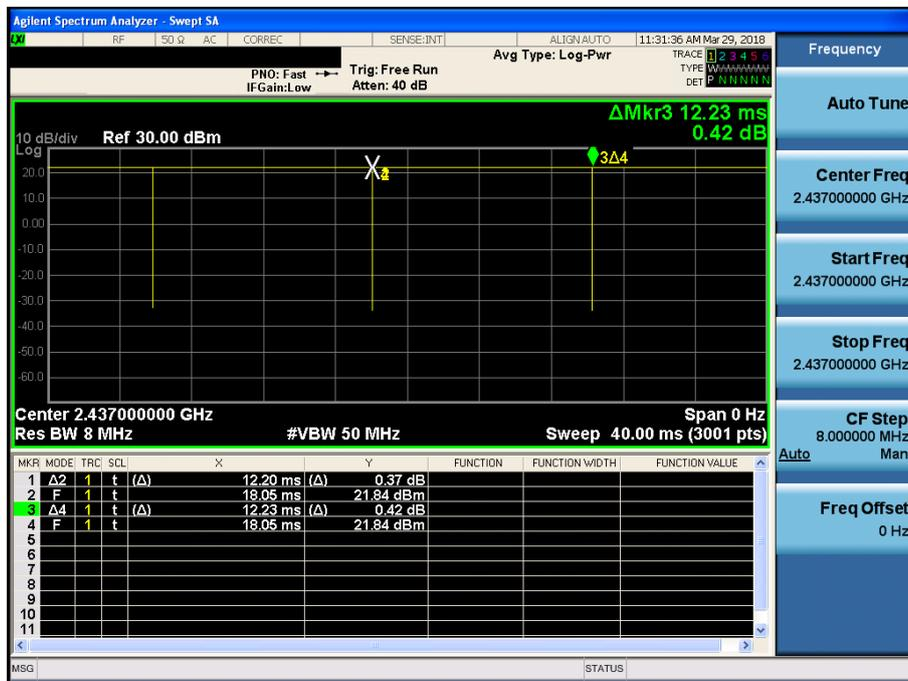 Agilent Spectrum Analyzer - Swept SA
LXI RF 50 Ω AC CORREC SENSE:INT ALIGN AUTO 11:31:36 AM Mar 29, 2018
PNO: Fast Trig: Free Run Avg Type: Log-Pwr TRACE 1 2 3 4 5 6
IFGain:Low Atten: 40 dB TYPE WWWWWW
DET P N N N N N
ΔMkr3 12.23 ms
0.42 dB
10 dB/div Ref 30.00 dBm
Log
3Δ4
20.0
10.0
0.00
-10.0
-20.0
-30.0
-40.0
-50.0
-60.0
Center 2.437000000 GHz Span 0 Hz
Res BW 8 MHz #VBW 50 MHz Sweep 40.00 ms (3001 pts)
MKR MODE TRC SCL X Y FUNCTION FUNCTION WIDTH FUNCTION VALUE
1 Δ2 1 t (Δ) 12.20 ms (Δ) 0.37 dB
2 F 1 t 18.05 ms 21.84 dBm
3 Δ4 1 t (Δ) 12.23 ms (Δ) 0.42 dB
4 F 1 t 18.05 ms 21.84 dBm
5
6
7
8
9
10
11
MSG STATUS
Frequency
Auto Tune
Center Freq
2.437000000 GHz
Start Freq
2.437000000 GHz
Stop Freq
2.437000000 GHz
CF Step
8.000000 MHz
Auto Man
Freq Offset
0 Hz